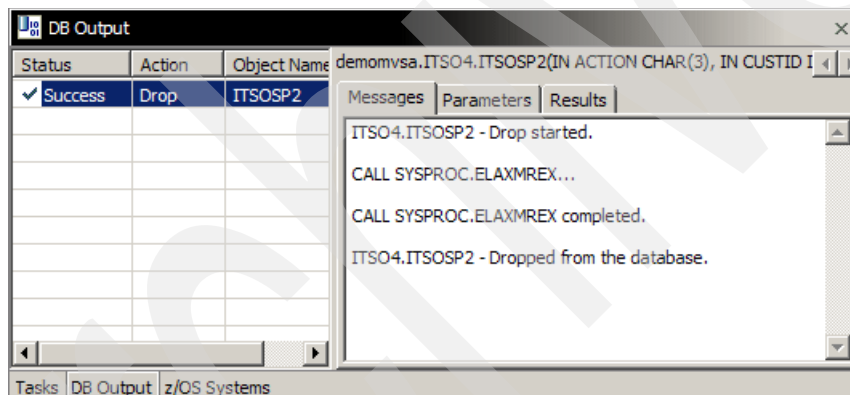 DB Output
Status Action Object Name demomvsa.ITSO4.ITSOSP2(IN ACTION CHAR(3), IN CUSTID I
Success Drop ITSOSP2
Messages Parameters Results
ITSO4.ITSOSP2 - Drop started.
CALL SYSPROC.ELAXMREX...
CALL SYSPROC.ELAXMREX completed.
ITSO4.ITSOSP2 - Dropped from the database.
Tasks DB Output z/OS Systems